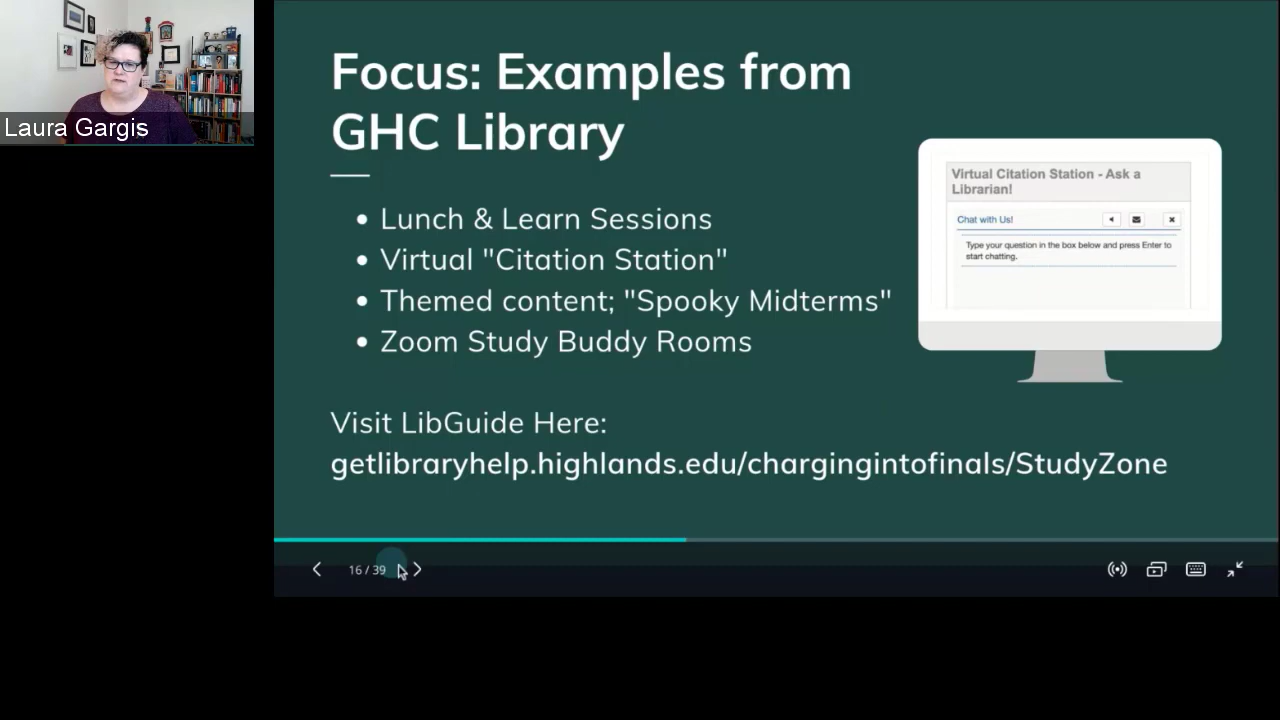 Laura Gargis
Focus: Examples from
GHC Library
Lunch & Learn Sessions
Virtual "Citation Station"
Themed content; "Spooky Midterms"
Zoom Study Buddy Rooms
Visit LibGuide Here:
getlibraryhelp.highlands.edu/chargingintofinals/StudyZone
Virtual Citation Station - Ask a
Librarian!
Chat with Us!
Type your question in the box below and press Enter to
start chatting.
16 / 39